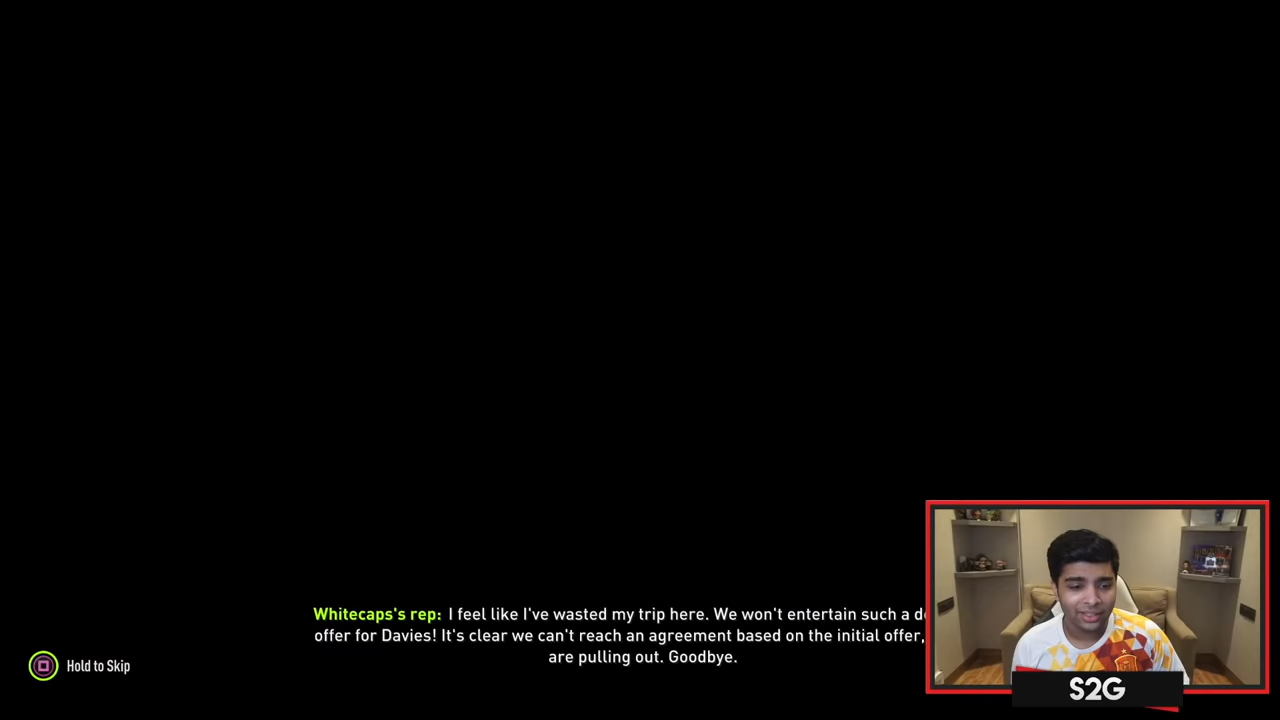 Whitecaps's rep: I feel like I've wasted my trip here. We won't entertain such a
offer for Davies! It's clear we can't reach an agreement based on the initial offer,
are pulling out. Goodbye.
Hold to Skip
S2G